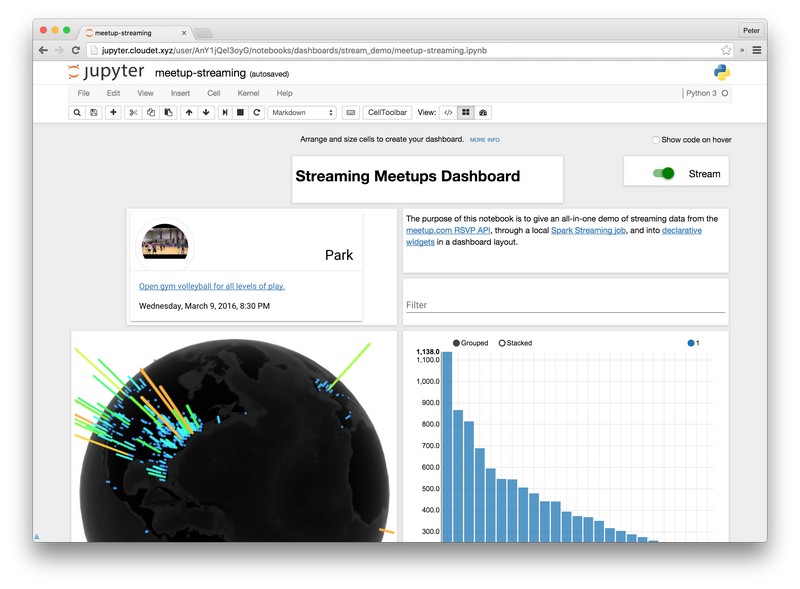 meetup-streaming
Peter
jupyter.cloudet.xyz/user/AnY1jQel3oyG/notebooks/dashboards/stream_demo/meetup-streaming.ipynb
jupyter meetup-streaming (autosaved)
File Edit View Insert Cell Kernel Help
Python 3
Markdown CellToolbar View:
Arrange and size cells to create your dashboard. MORE INFO
Show code on hover
Streaming Meetups Dashboard
Stream
Park
Open gym volleyball for all levels of play.
Wednesday, March 9, 2016, 8:30 PM
The purpose of this notebook is to give an all-in-one demo of streaming data from the
meetup.com RSVP API, through a local Spark Streaming job, and into declarative
widgets in a dashboard layout.
Filter
Grouped Stacked 1
1,138.0
1,100.0
1,000.0
900.0
800.0
700.0
600.0
500.0
400.0
300.0